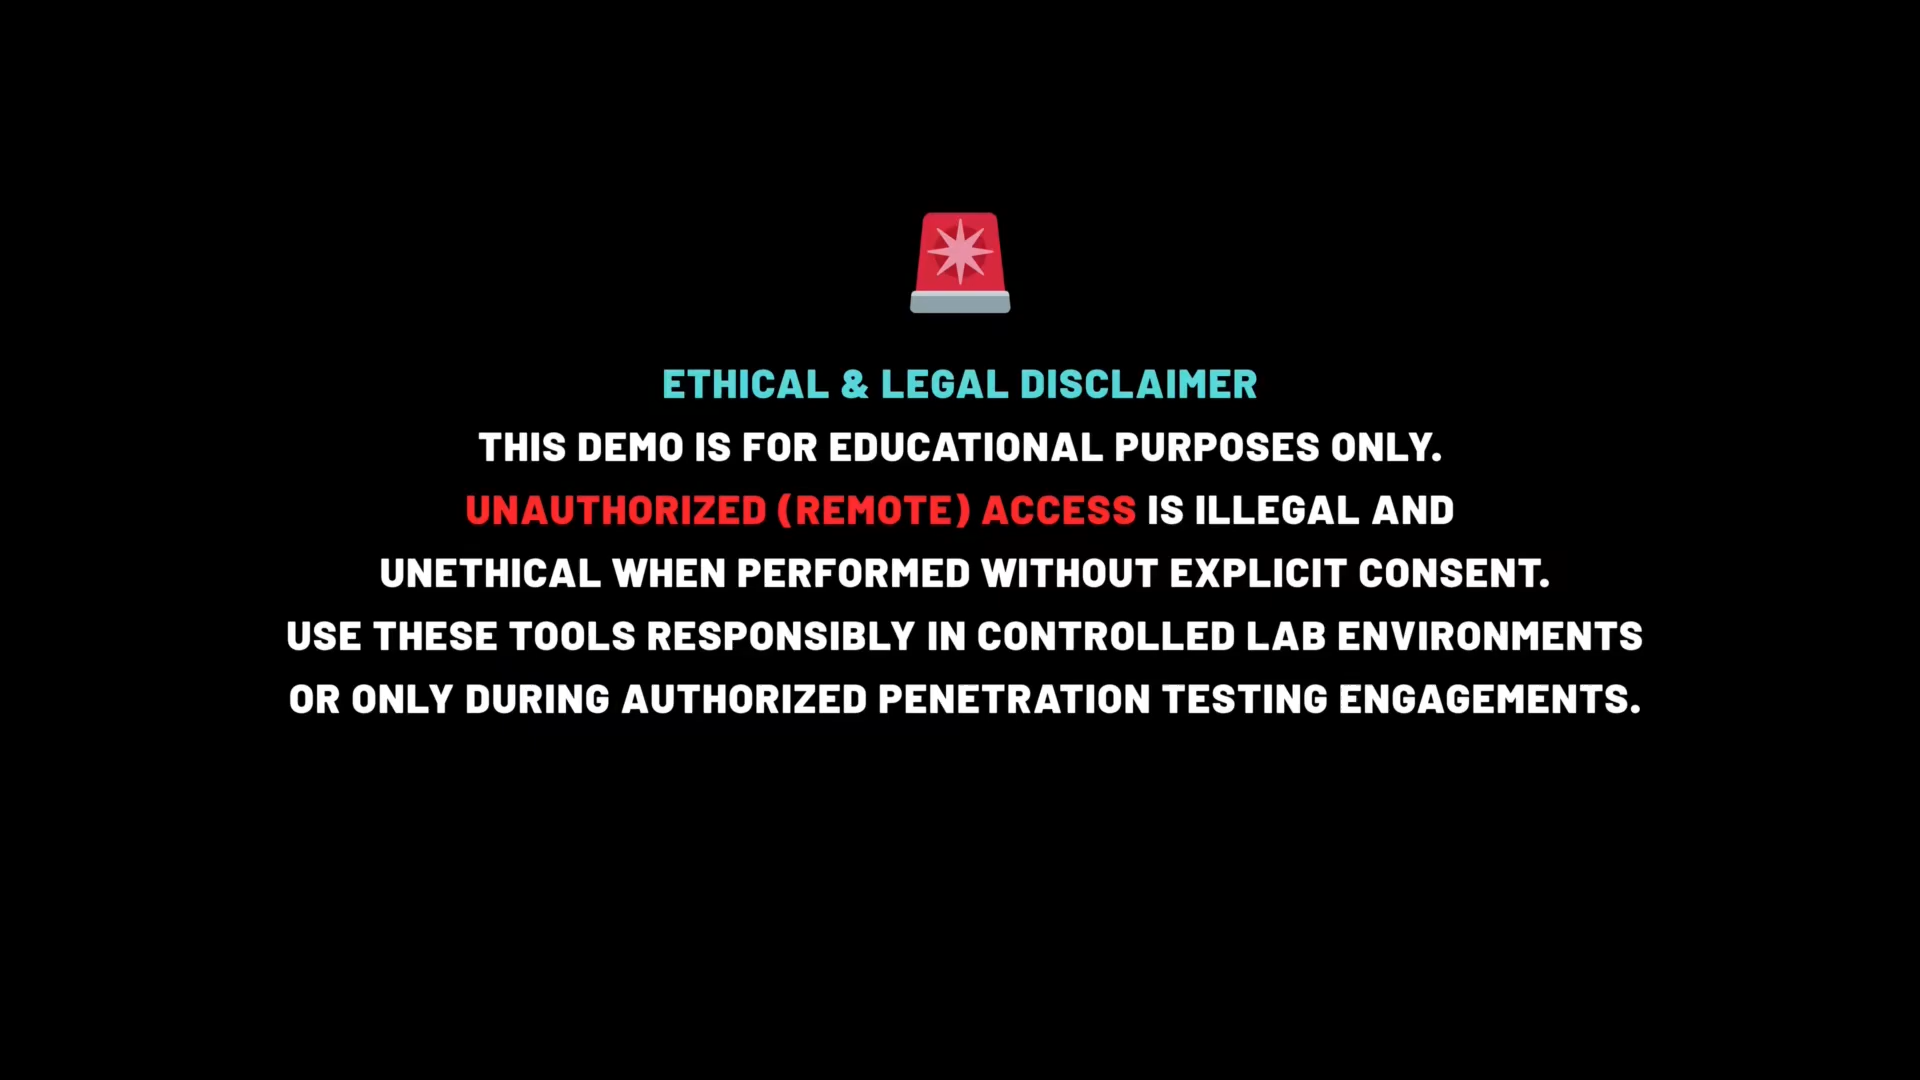 ETHICAL & LEGAL DISCLAIMER
THIS DEMO IS FOR EDUCATIONAL PURPOSES ONLY.
UNAUTHORIZED (REMOTE) ACCESS IS ILLEGAL AND
UNETHICAL WHEN PERFORMED WITHOUT EXPLICIT CONSENT.
USE THESE TOOLS RESPONSIBLY IN CONTROLLED LAB ENVIRONMENTS
OR ONLY DURING AUTHORIZED PENETRATION TESTING ENGAGEMENTS.